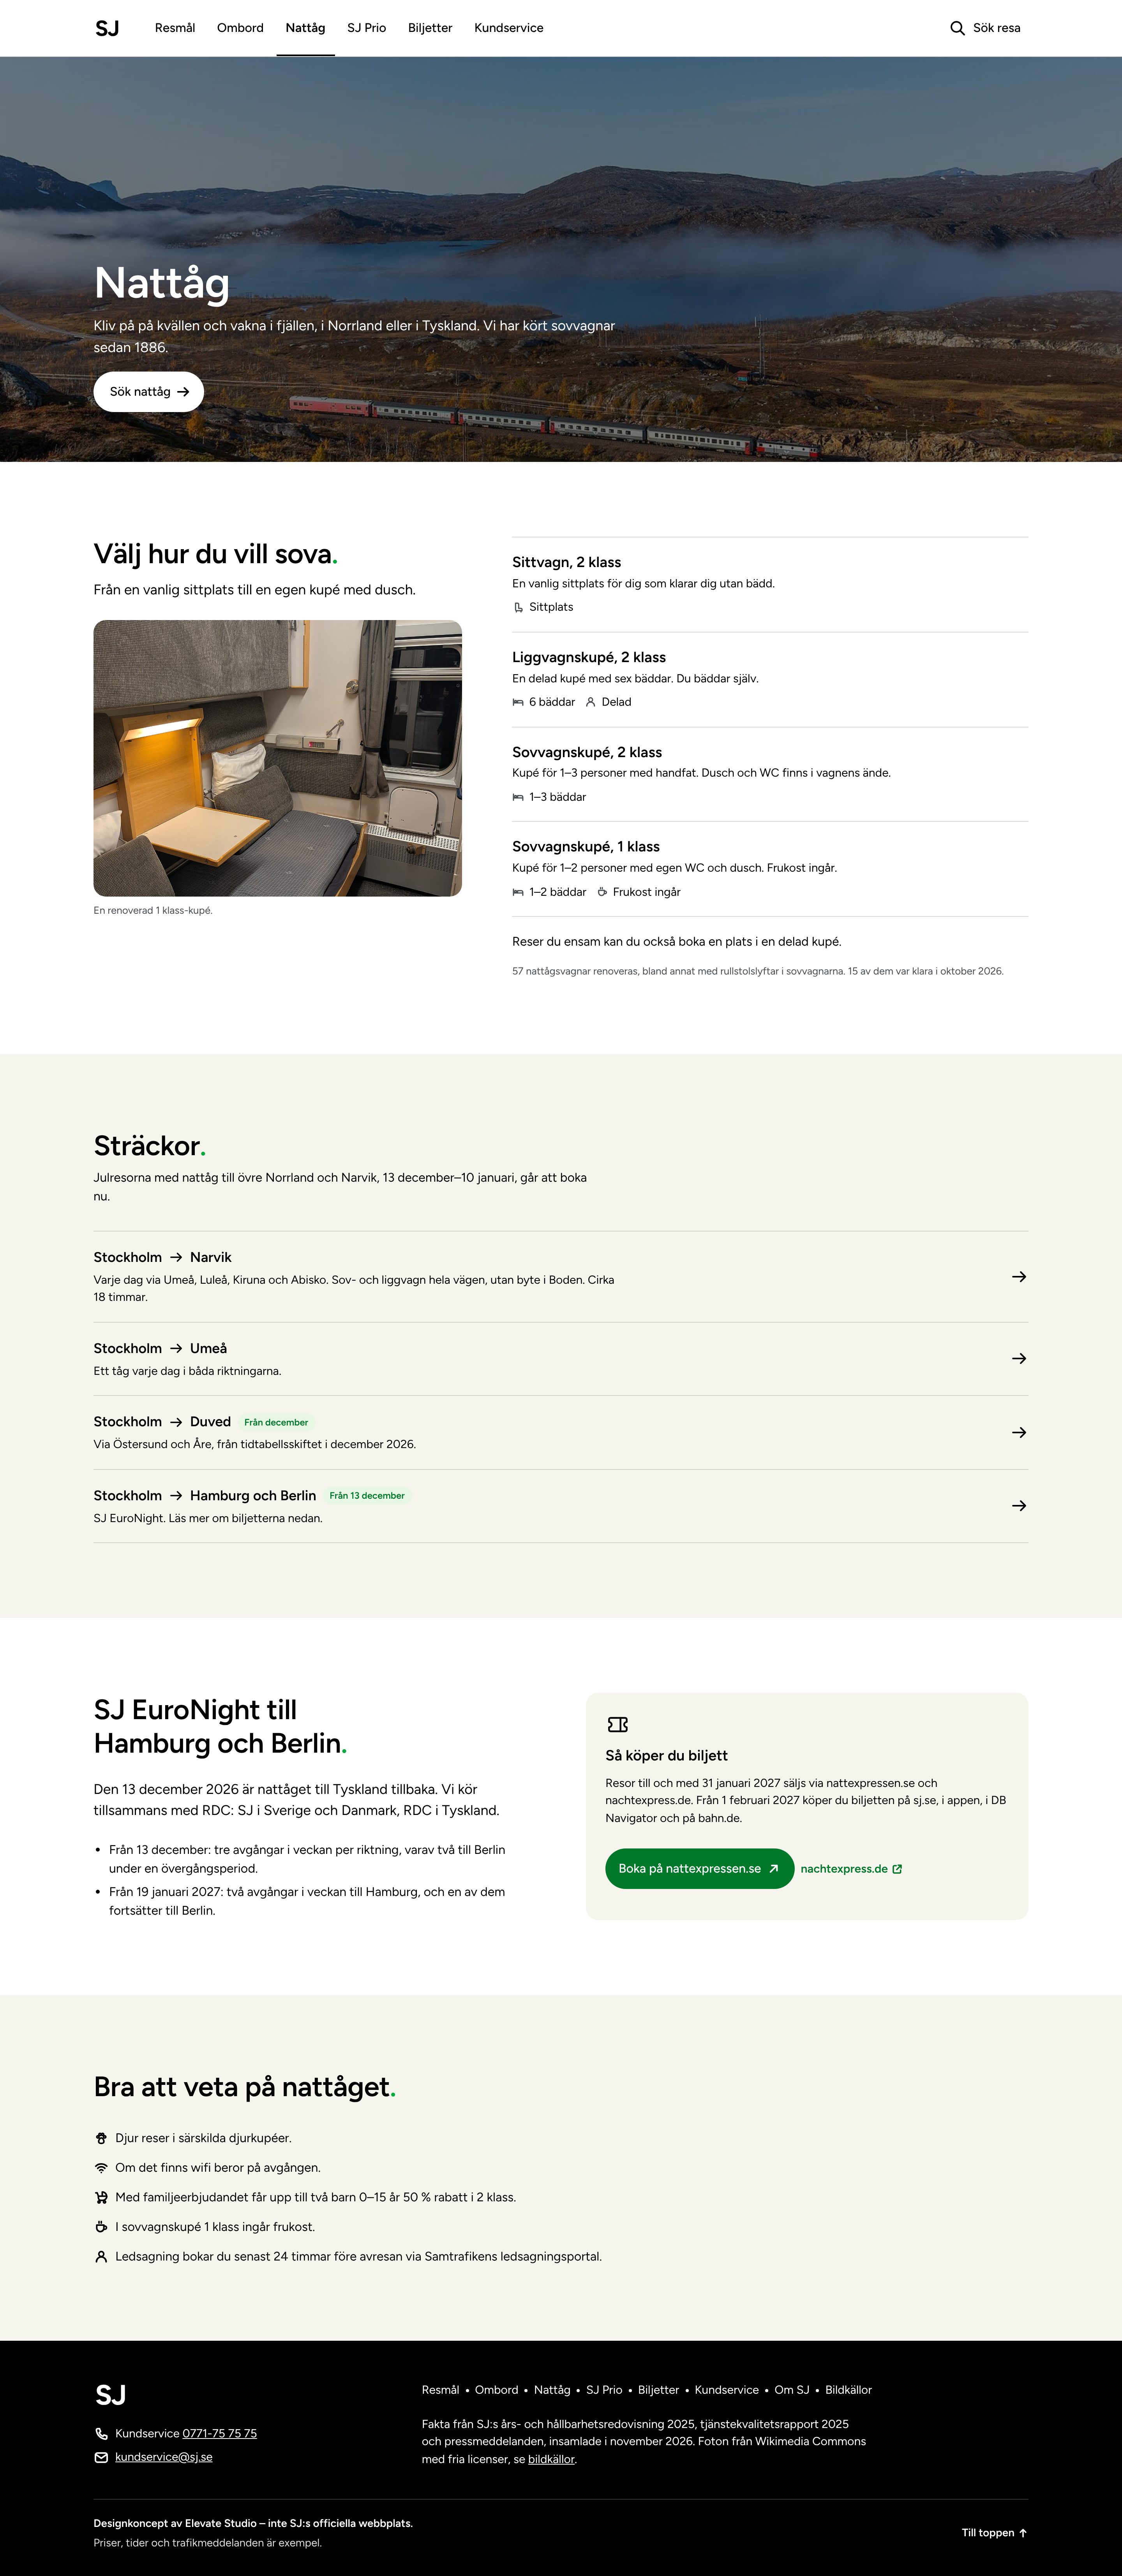 SJ
Resmål
Ombord
Nattåg
SJ Prio
Biljetter
Kundservice
Sök resa
Nattåg
Kliv på på kvällen och vakna i fjällen, i Norrland eller i Tyskland. Vi har kört sovvagnar
sedan 1886.
Sök nattåg
Välj hur du vill sova.
Från en vanlig sittplats till en egen kupé med dusch.
En renoverad 1 klass-kupé.
Sittvagn, 2 klass
En vanlig sittplats för dig som klarar dig utan bädd.
Sittplats
Liggvagnskupé, 2 klass
En delad kupé med sex bäddar. Du bäddar själv.
6 bäddar Delad
Sovvagnskupé, 2 klass
Kupé för 1–3 personer med handfat. Dusch och WC finns i vagnens ände.
1–3 bäddar
Sovvagnskupé, 1 klass
Kupé för 1–2 personer med egen WC och dusch. Frukost ingår.
1–2 bäddar Frukost ingår
Reser du ensam kan du också boka en plats i en delad kupé.
57 nattågsvagnar renoveras, bland annat med rullstolslyftar i sovvagnarna. 15 av dem var klara i oktober 2026.
Sträckor.
Julresorna med nattåg till övre Norrland och Narvik, 13 december–10 januari, går att boka
nu.
Stockholm → Narvik
Varje dag via Umeå, Luleå, Kiruna och Abisko. Sov- och liggvagn hela vägen, utan byte i Boden. Cirka
18 timmar.
Stockholm → Umeå
Ett tåg varje dag i båda riktningarna.
Stockholm → Duved Från december
Via Östersund och Åre, från tidtabellsskiftet i december 2026.
Stockholm → Hamburg och Berlin Från 13 december
SJ EuroNight. Läs mer om biljetterna nedan.
SJ EuroNight till
Hamburg och Berlin.
Den 13 december 2026 är nattåget till Tyskland tillbaka. Vi kör
tillsammans med RDC: SJ i Sverige och Danmark, RDC i Tyskland.
• Från 13 december: tre avgångar i veckan per riktning, varav två till Berlin
under en övergångsperiod.
• Från 19 januari 2027: två avgångar i veckan till Hamburg, och en av dem
fortsätter till Berlin.
Så köper du biljett
Resor till och med 31 januari 2027 säljs via nattexpressen.se och
nachtexpress.de. Från 1 februari 2027 köper du biljetten på sj.se, i appen, i DB
Navigator och på bahn.de.
Boka på nattexpressen.se
nachtexpress.de
Bra att veta på nattåget.
Djur reser i särskilda djurkupéer.
Om det finns wifi beror på avgången.
Med familjeerbjudandet får upp till två barn 0–15 år 50 % rabatt i 2 klass.
I sovvagnskupé 1 klass ingår frukost.
Ledsagning bokar du senast 24 timmar före avresan via Samtrafikens ledsagningsportal.
SJ
Kundservice 0771-75 75 75
kundservice@sj.se
Resmål • Ombord • Nattåg • SJ Prio • Biljetter • Kundservice • Om SJ • Bildkällor
Fakta från SJ:s års- och hållbarhetsredovisning 2025, tjänstekvalitetsrapport 2025
och pressmeddelanden, insamlade i november 2026. Foton från Wikimedia Commons
med fria licenser, se bildkällor.
Designkoncept av Elevate Studio – inte SJ:s officiella webbplats.
Priser, tider och trafikmeddelanden är exempel.
Till toppen ↑